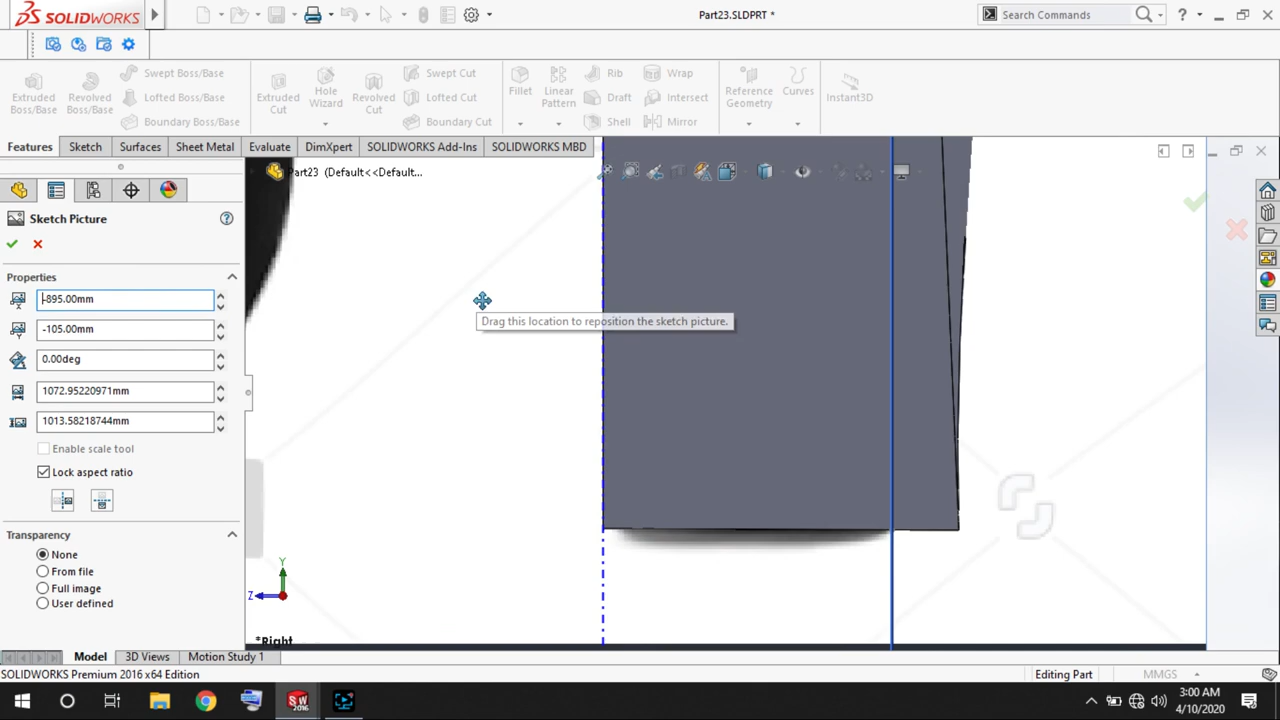 SOLIDWORKS
Part23.SLDPRT *
Search Commands
Extruded Boss/Base
Revolved Boss/Base
Swept Boss/Base
Lofted Boss/Base
Boundary Boss/Base
Extruded Cut
Hole Wizard
Revolved Cut
Swept Cut
Lofted Cut
Boundary Cut
Fillet
Linear Pattern
Rib
Draft
Shell
Wrap
Intersect
Mirror
Reference Geometry
Curves
Instant3D
Features Sketch Surfaces Sheet Metal Evaluate DimXpert SOLIDWORKS Add-Ins SOLIDWORKS MBD
Part23 (Default<<Default...
Sketch Picture
Properties
-895.00mm
-105.00mm
0.00deg
1072.95220971mm
1013.58218744mm
Enable scale tool
Lock aspect ratio
Transparency
None
From file
Full image
User defined
Drag this location to reposition the sketch picture.
Y
Z
*Right
Model 3D Views Motion Study 1
SOLIDWORKS Premium 2016 x64 Edition
Editing Part
MMGS
SW 2016
3:00 AM
4/10/2020